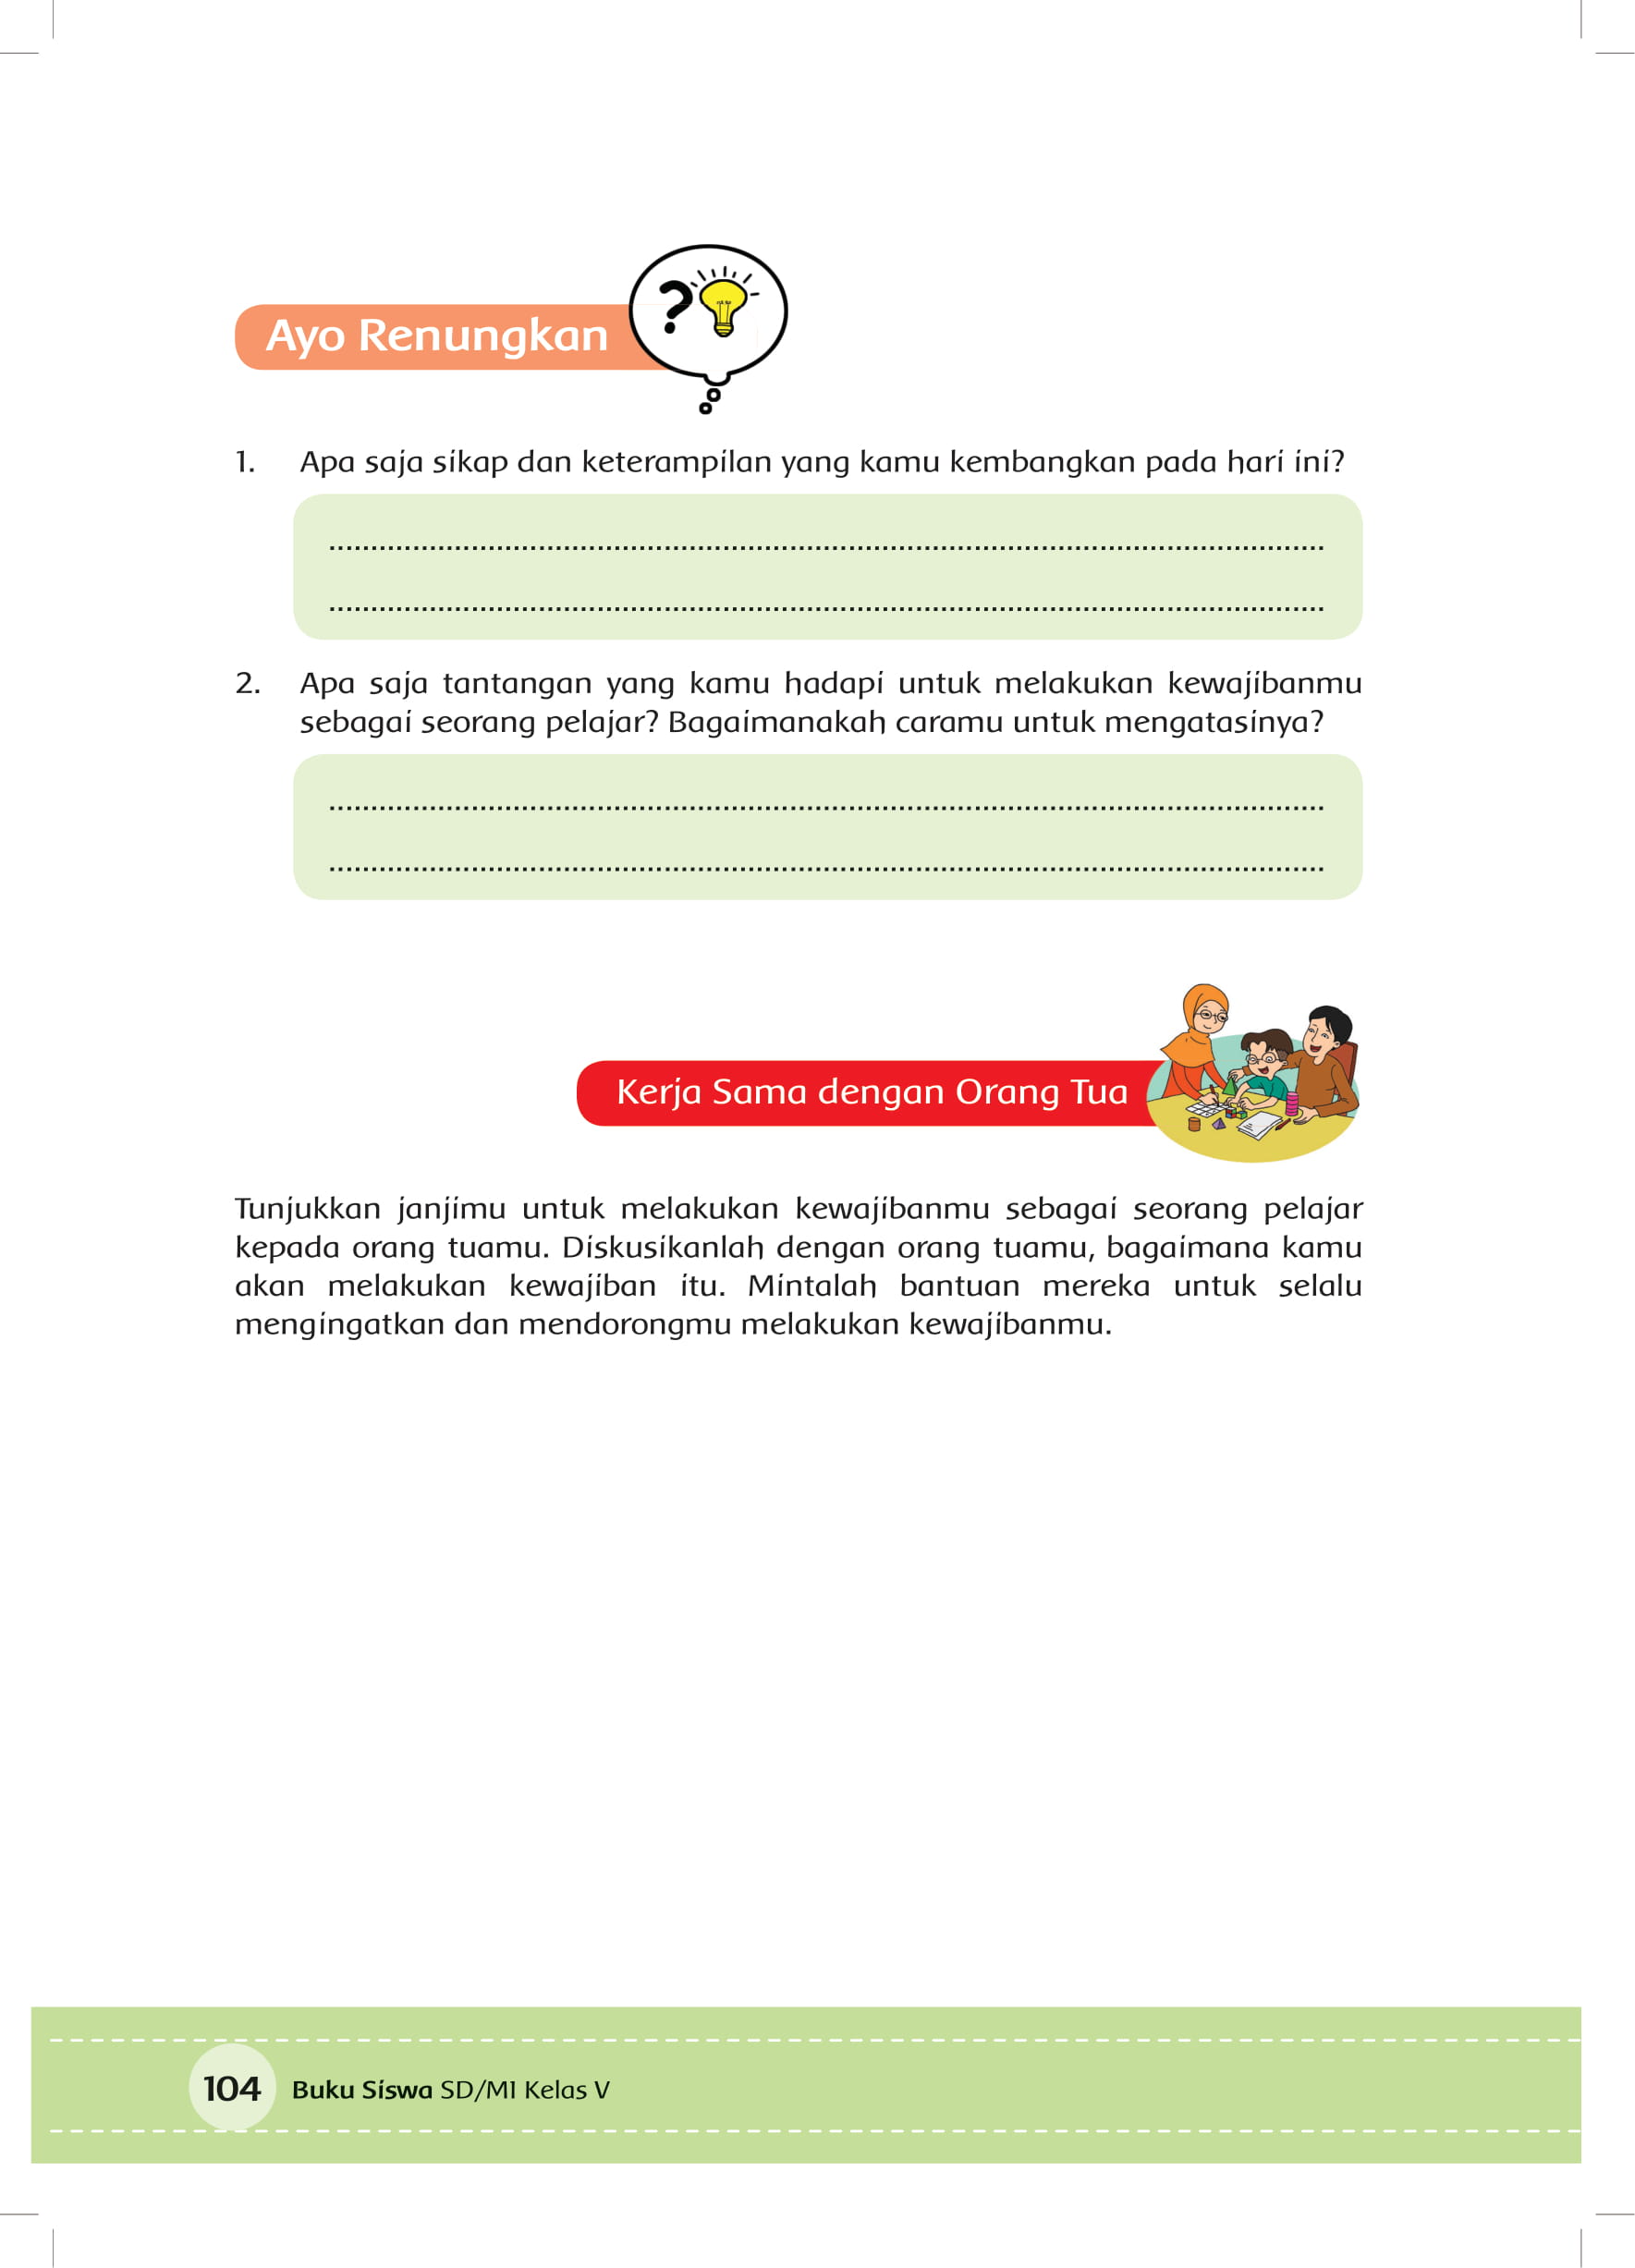 Ayo Renungkan
?
1. Apa saja sikap dan keterampilan yang kamu kembangkan pada hari ini?
................................................................................
................................................................................
2. Apa saja tantangan yang kamu hadapi untuk melakukan kewajibanmu
sebagai seorang pelajar? Bagaimanakah caramu untuk mengatasinya?
................................................................................
................................................................................
Kerja Sama dengan Orang Tua
Tunjukkan janjimu untuk melakukan kewajibanmu sebagai seorang pelajar
kepada orang tuamu. Diskusikanlah dengan orang tuamu, bagaimana kamu
akan melakukan kewajiban itu. Mintalah bantuan mereka untuk selalu
mengingatkan dan mendorongmu melakukan kewajibanmu.
104 Buku Siswa SD/MI Kelas V